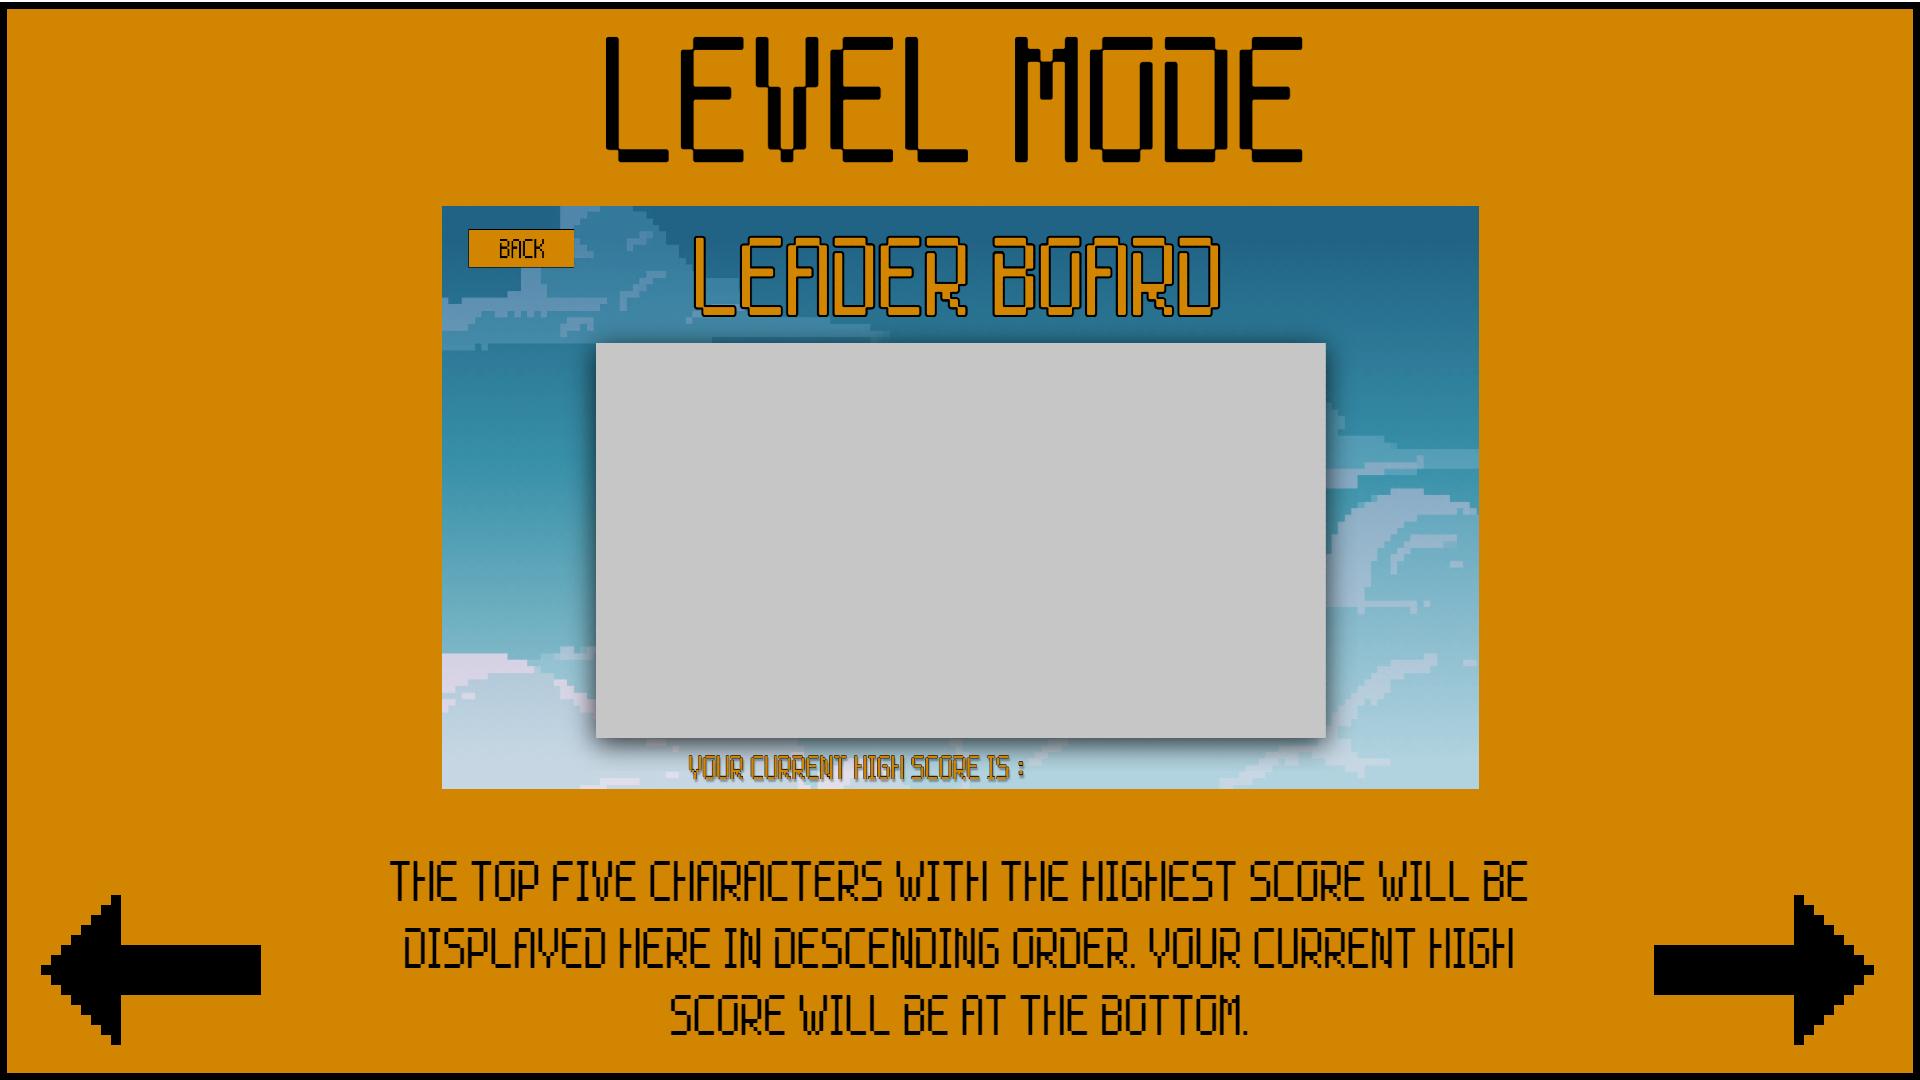 LEVEL MODE
BACK
LEADER BOARD
YOUR CURRENT HIGH SCORE IS :
THE TOP FIVE CHARACTERS WITH THE HIGHEST SCORE WILL BE
DISPLAYED HERE IN DESCENDING ORDER. YOUR CURRENT HIGH
SCORE WILL BE AT THE BOTTOM.